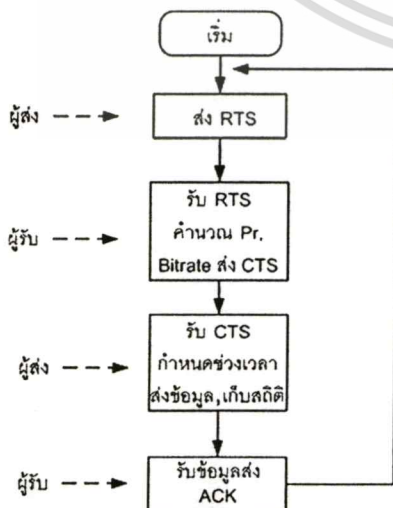 เริ่ม
ผู้ส่ง
ส่ง RTS
รับ RTS
ผู้รับ
คำนวณ Pr,
Bitrate ส่ง CTS
รับ CTS
ผู้ส่ง
กำหนดช่วงเวลา
ส่งข้อมูล,เก็บสถิติ
ผู้รับ
รับข้อมูลส่ง
ACK